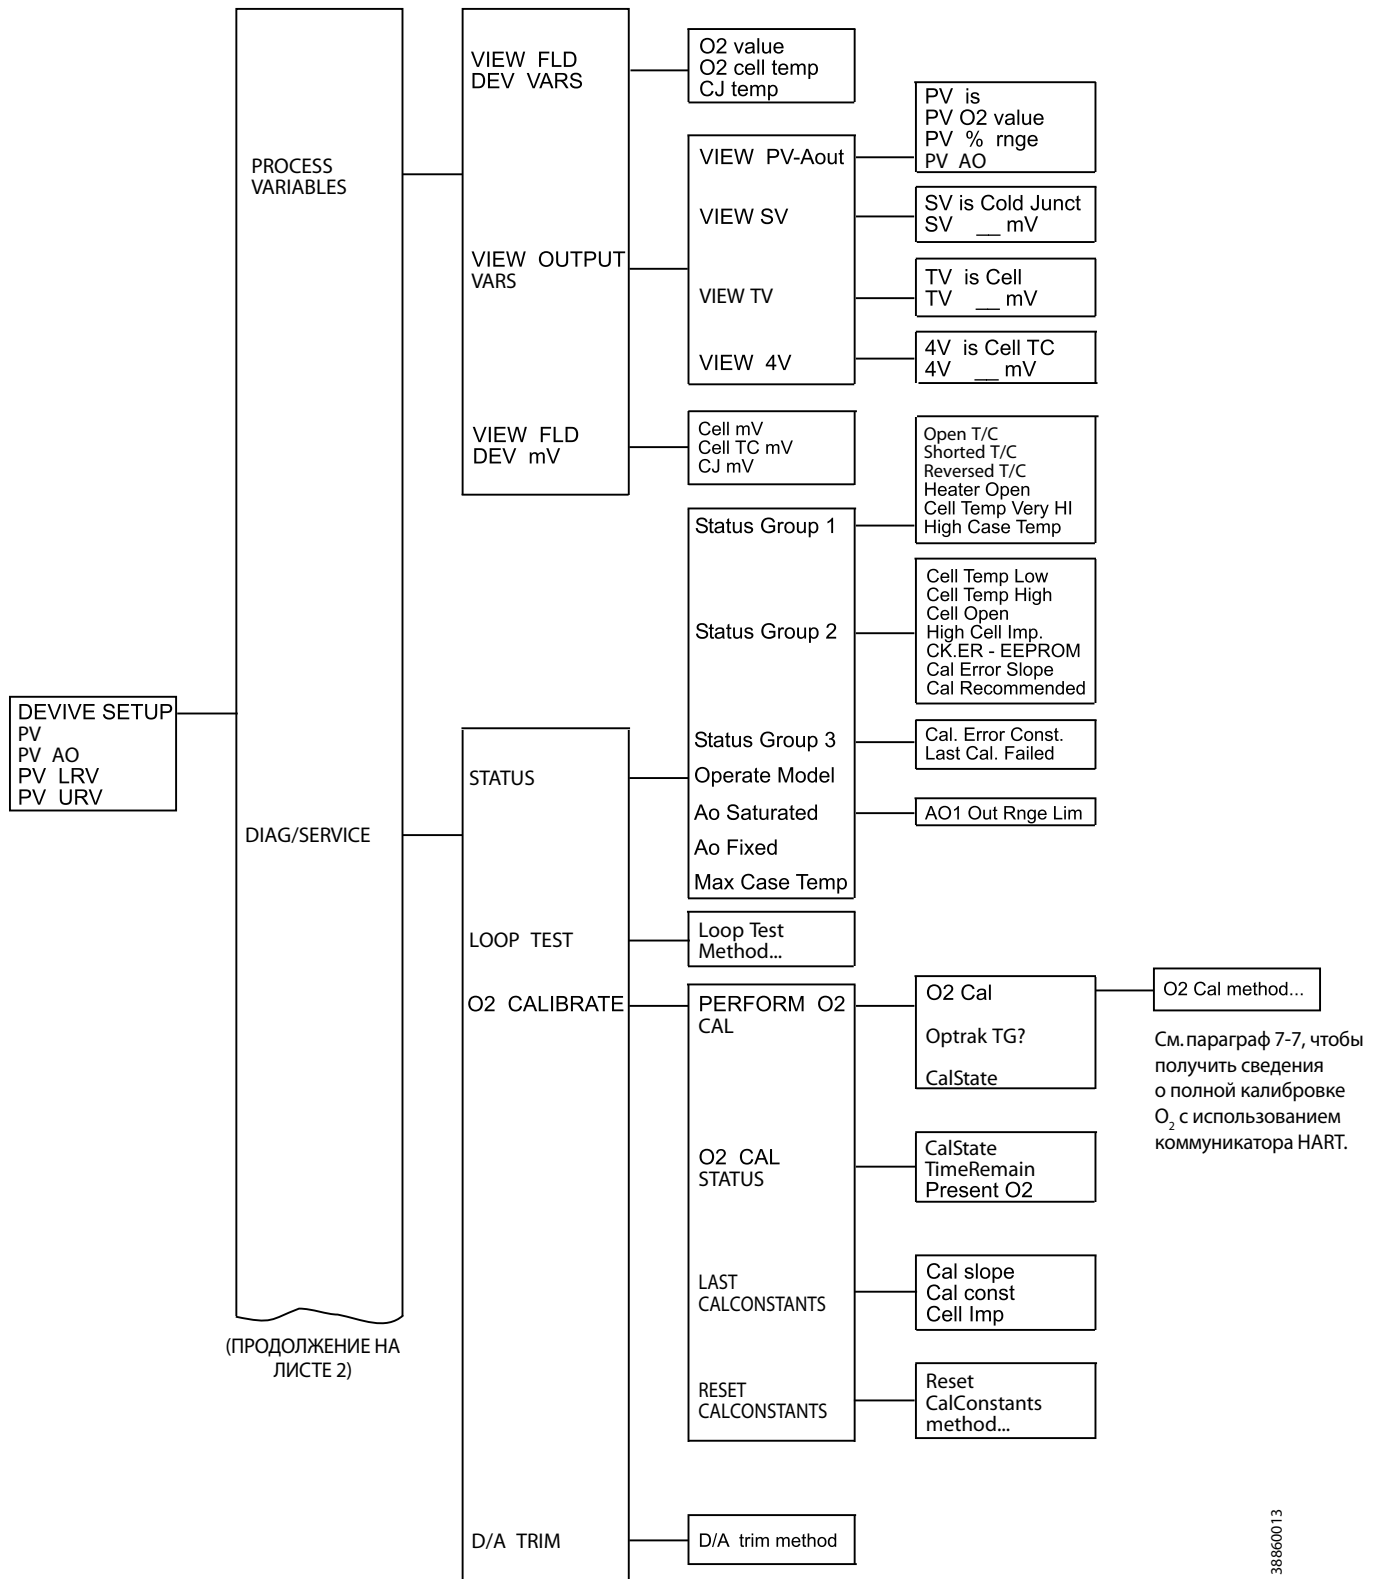 DEVIVE SETUP
PV
PV AO
PV LRV
PV URV
PROCESS
VARIABLES
DIAG/SERVICE
(ПРОДОЛЖЕНИЕ НА
ЛИСТЕ 2)
VIEW FLD
DEV VARS
VIEW OUTPUT
VARS
VIEW FLD
DEV mV
O2 value
O2 cell temp
CJ temp
VIEW PV-Aout
VIEW SV
VIEW TV
VIEW 4V
PV is
PV O2 value
PV % rnge
PV AO
SV is Cold Junct
SV __ mV
TV is Cell
TV __ mV
4V is Cell TC
4V __ mV
Cell mV
Cell TC mV
CJ mV
STATUS
LOOP TEST
O2 CALIBRATE
D/A TRIM
Status Group 1
Status Group 2
Status Group 3
Operate Model
Ao Saturated
Ao Fixed
Max Case Temp
Open T/C
Shorted T/C
Reversed T/C
Heater Open
Cell Temp Very HI
High Case Temp
Cell Temp Low
Cell Temp High
Cell Open
High Cell Imp.
CK.ER - EEPROM
Cal Error Slope
Cal Recommended
Cal. Error Const.
Last Cal. Failed
AO1 Out Rnge Lim
Loop Test
Method...
PERFORM O2
CAL
O2 CAL
STATUS
LAST
CALCONSTANTS
RESET
CALCONSTANTS
O2 Cal
Optrak TG?
CalState
O2 Cal method...
См. параграф 7-7, чтобы
получить сведения
о полной калибровке
O₂ с использованием
коммуникатора HART.
CalState
TimeRemain
Present O2
Cal slope
Cal const
Cell Imp
Reset
CalConstants
method...
D/A trim method
38860013